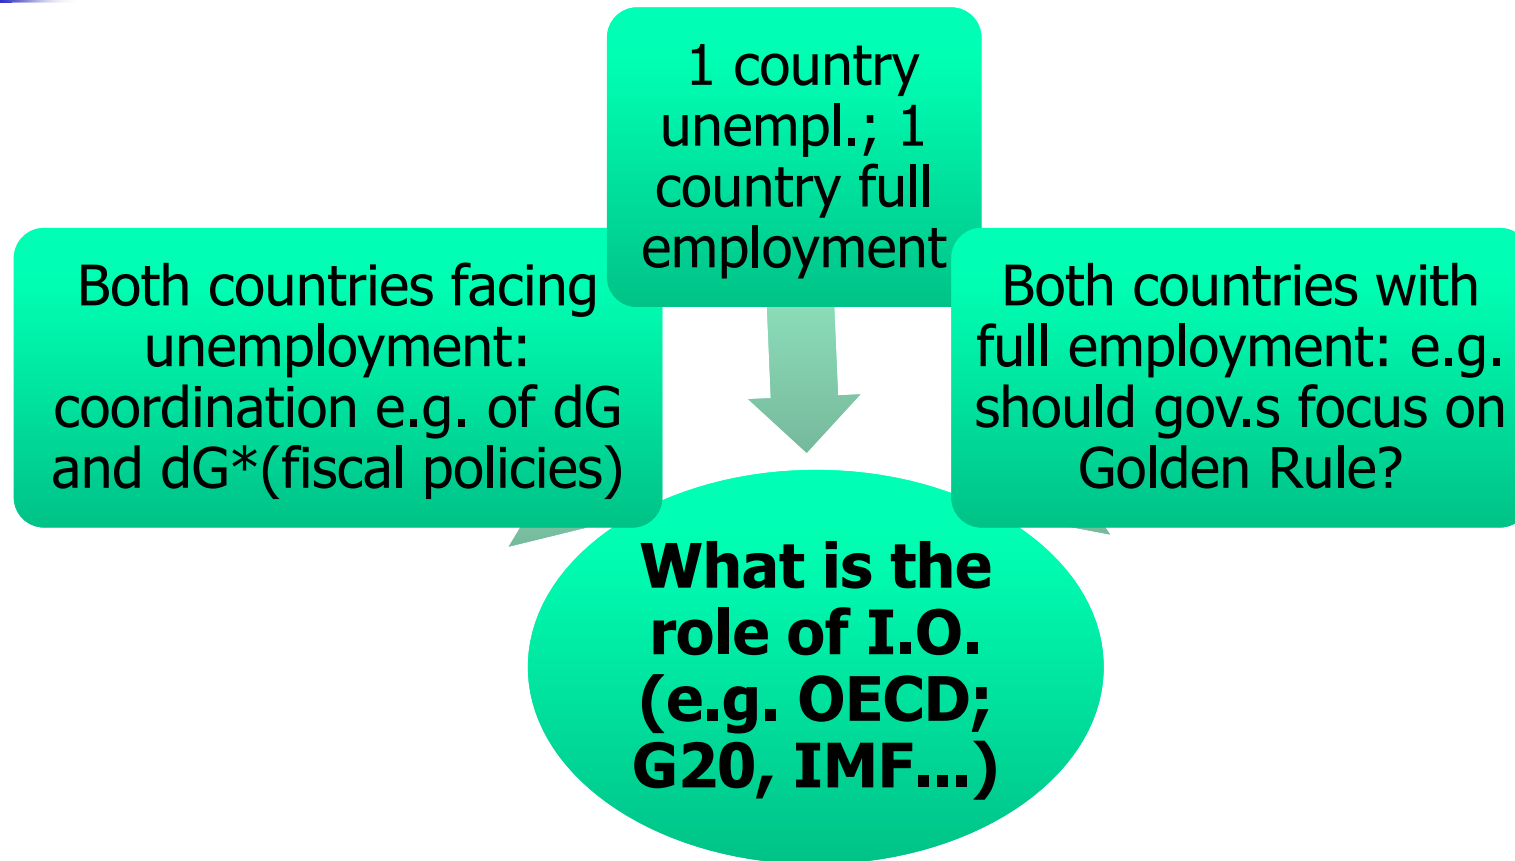 1 country
unempl.; 1
country full
employment
Both countries facing
unemployment:
coordination e.g. of dG
and dG*(fiscal policies)
Both countries with
full employment: e.g.
should gov.s focus on
Golden Rule?
What is the
role of I.O.
(e.g. OECD;
G20, IMF...)